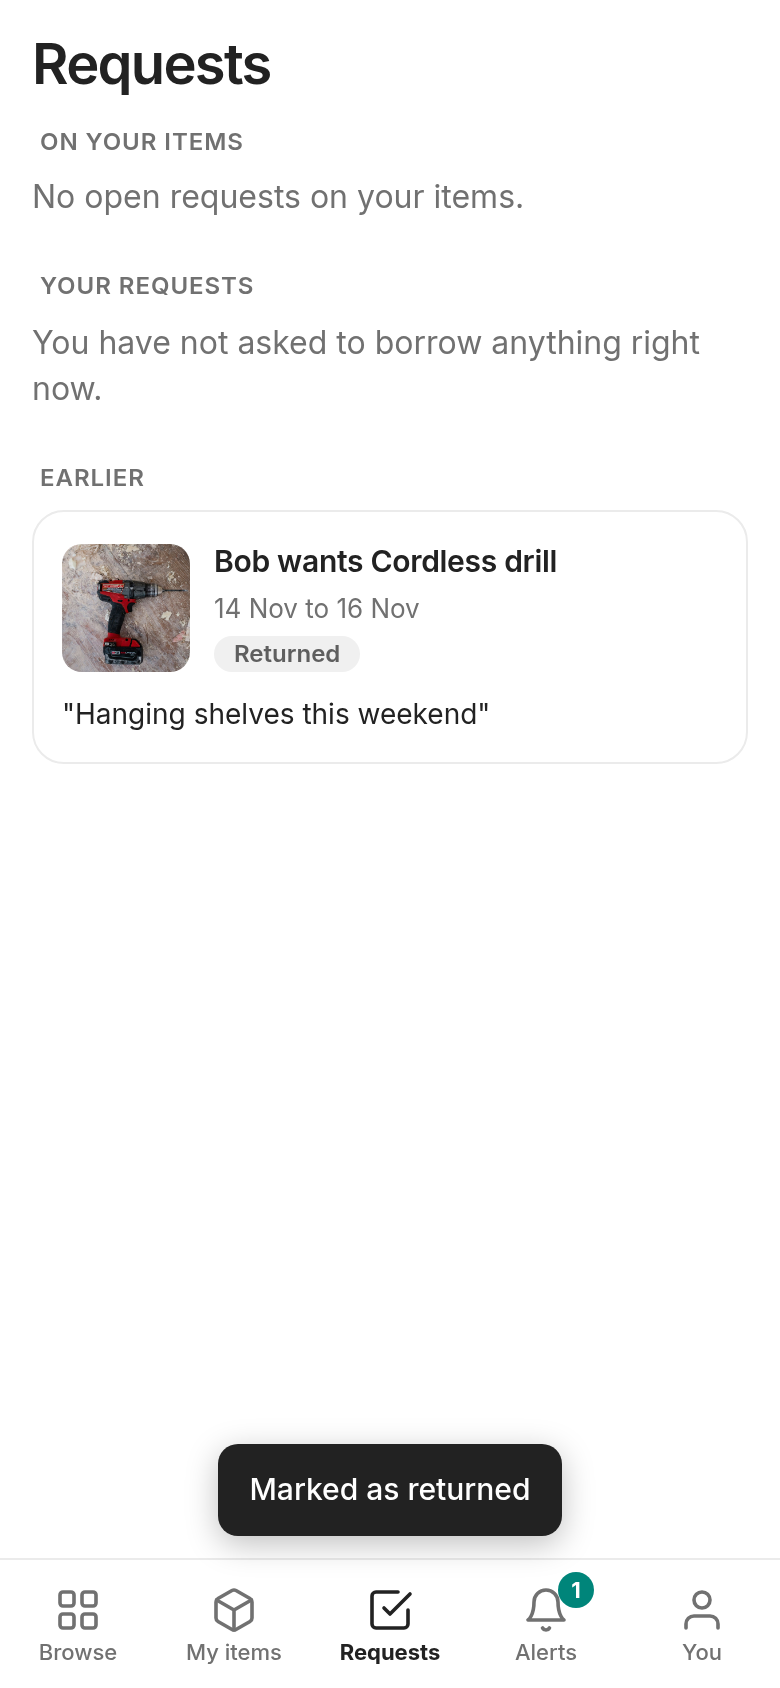 Requests
ON YOUR ITEMS
No open requests on your items.
YOUR REQUESTS
You have not asked to borrow anything right
now.
EARLIER
Bob wants Cordless drill
14 Nov to 16 Nov
Returned
"Hanging shelves this weekend"
Marked as returned
1
Browse
My items
Requests
Alerts
You